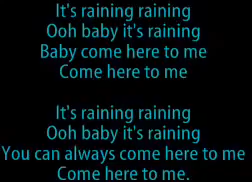 It's raining raining
Ooh baby it's raining
Baby come here to me
Come here to me
It's raining raining
Ooh baby it's raining
You can always come here to me
Come here to me.